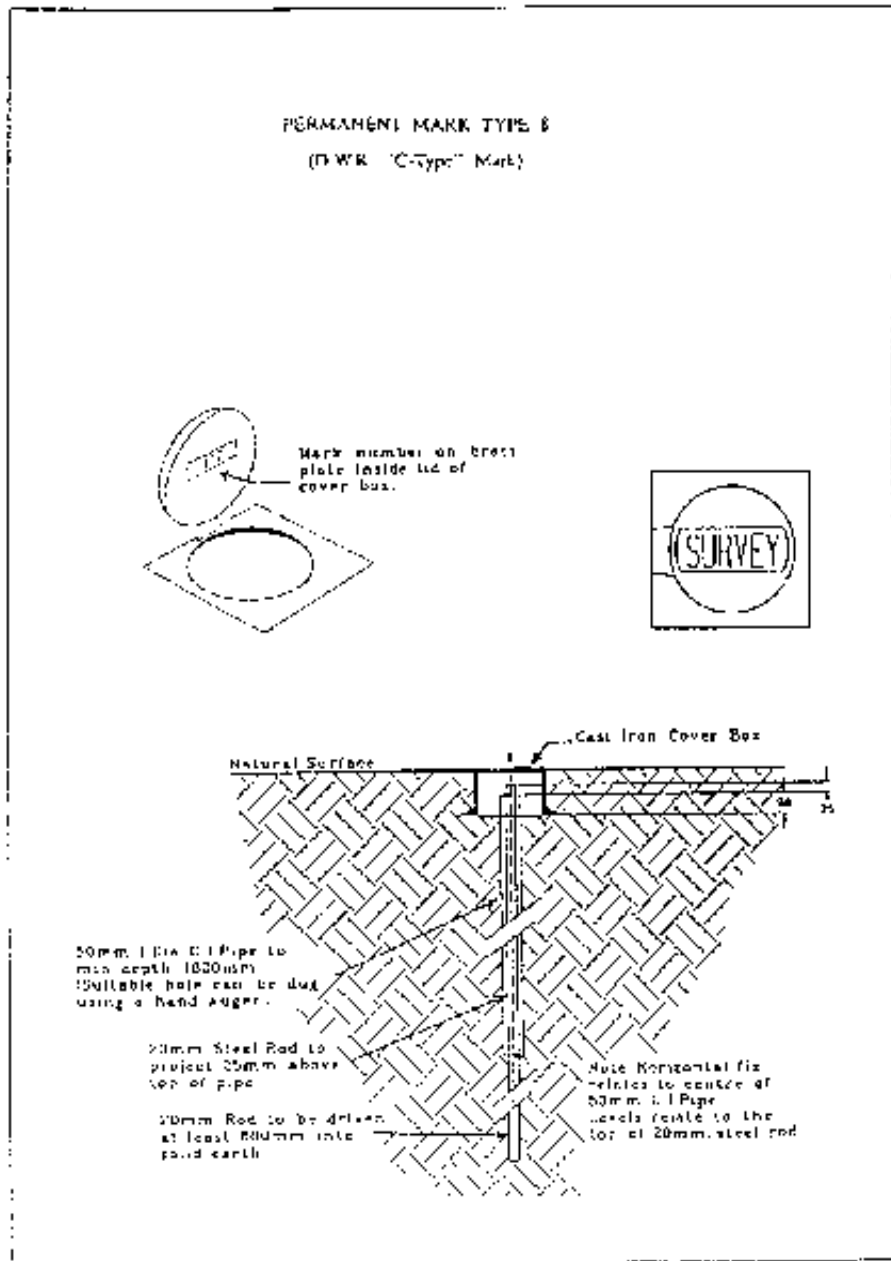 PERMANENT MARK TYPE 8
(D.W.R. "C-Type" Mark)
Mark number on brass
plate inside lid of
cover box.
SURVEY
Cast Iron Cover Box
Natural Surface
25
50mm I Dia C I Pipe to
min depth
(Suitable hole can be dug
using a hand auger.
20mm Steel Rod to
project 25mm above
top of pipe
20mm Rod to be driven
at least 600mm into
solid earth
Note Horizontal fix
relates to centre of
50mm C I Pipe
Levels relate to the
top of 20mm steel rod